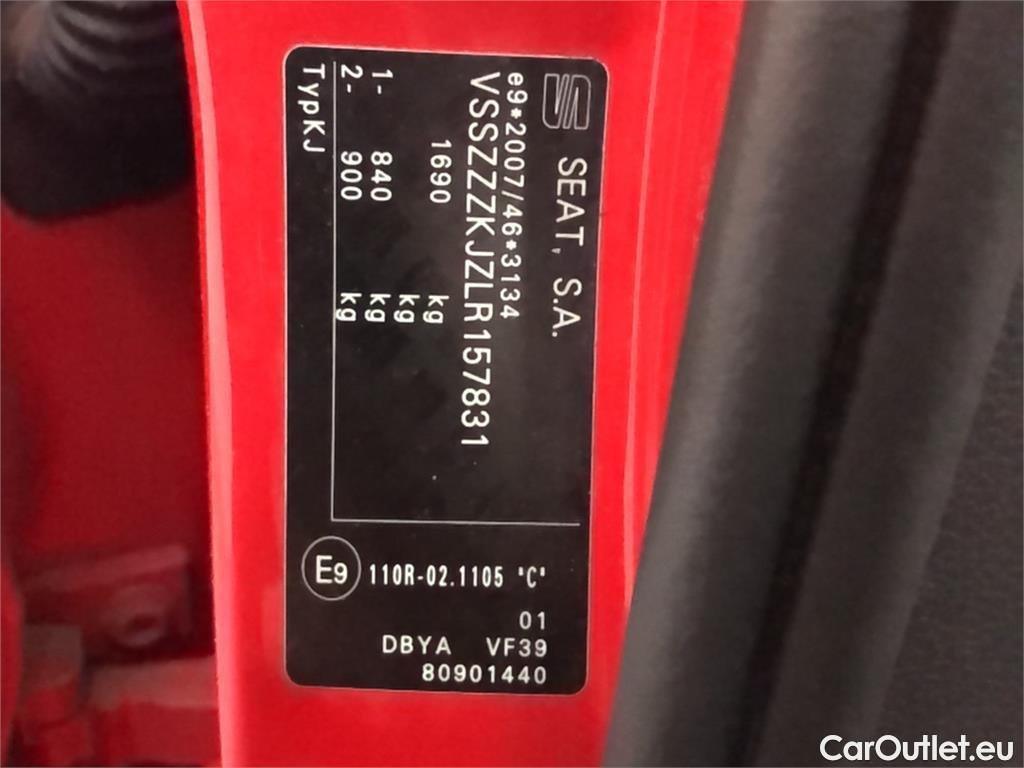 SEAT, S.A.
e9*2007/46*3134
VSSZZZKJZLR157831
1690 kg
kg
1- 840 kg
2- 900 kg
TypKJ
E9 110R-02.1105 "C"
01
DBYA VF39
80901440
CarOutlet.eu